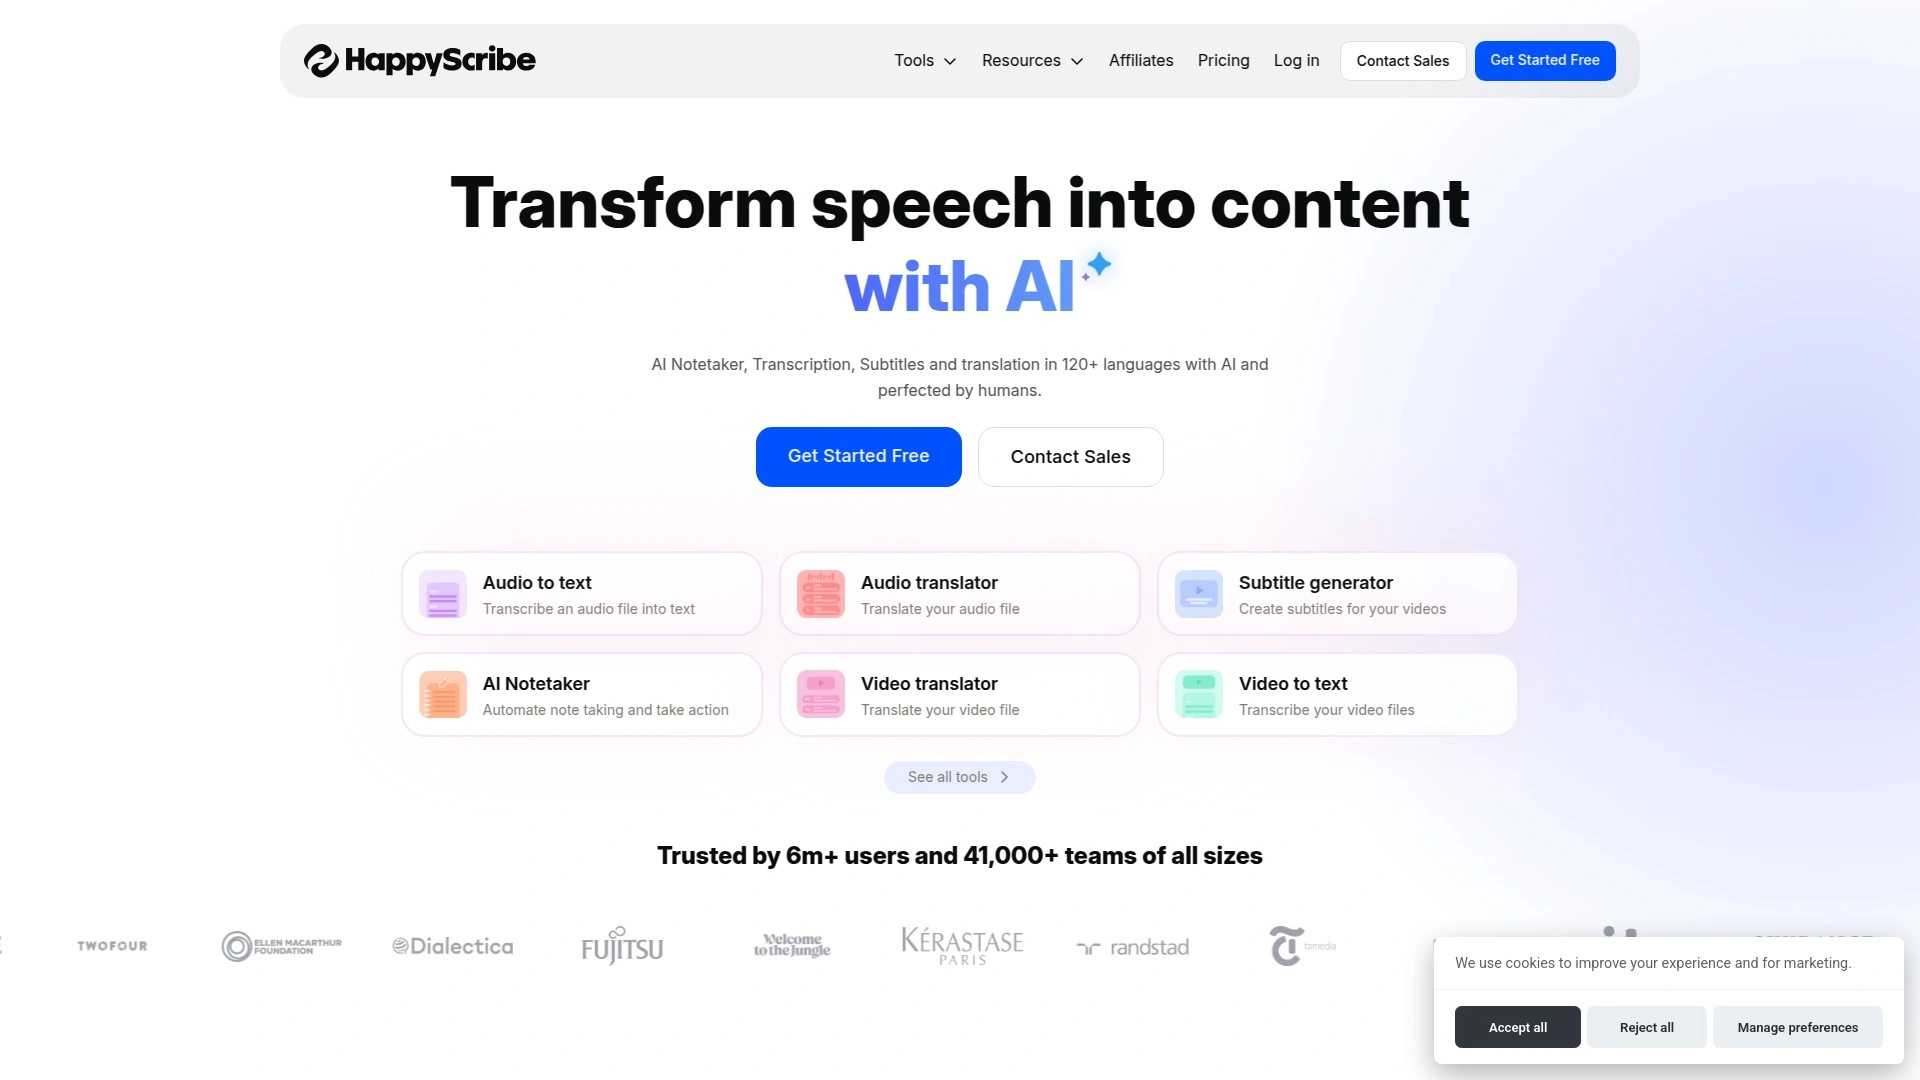 HappyScribe
Tools
Resources
Affiliates
Pricing
Log in
Contact Sales
Get Started Free
Transform speech into content
with AI
AI Notetaker, Transcription, Subtitles and translation in 120+ languages with AI and
perfected by humans.
Get Started Free
Contact Sales
Audio to text
Transcribe an audio file into text
Audio translator
Translate your audio file
Subtitle generator
Create subtitles for your videos
AI Notetaker
Automate note taking and take action
Video translator
Translate your video file
Video to text
Transcribe your video files
See all tools
Trusted by 6m+ users and 41,000+ teams of all sizes
TWOFOUR
ELLEN MACARTHUR
FOUNDATION
Dialectica
FUJITSU
Welcome
to the Jungle
KÉRASTASE
PARIS
randstad
tamedia
We use cookies to improve your experience and for marketing.
Accept all
Reject all
Manage preferences